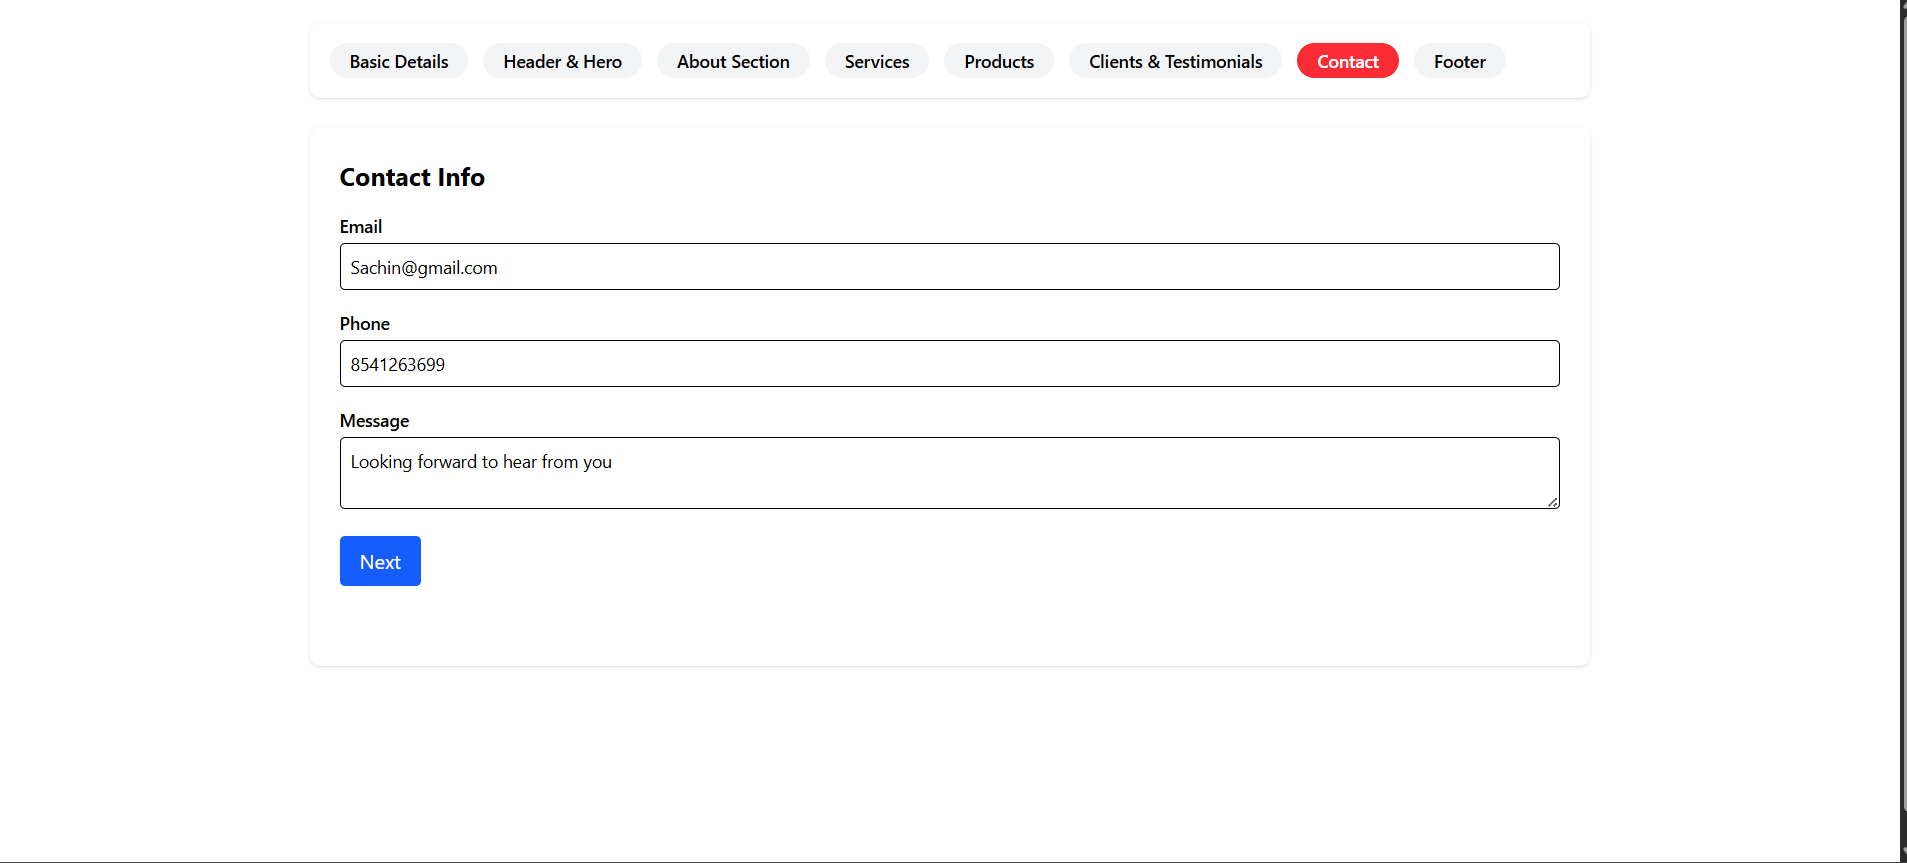 Basic Details Header & Hero About Section Services Products Clients & Testimonials Contact Footer
Contact Info
Email
Sachin@gmail.com
Phone
8541263699
Message
Looking forward to hear from you
Next